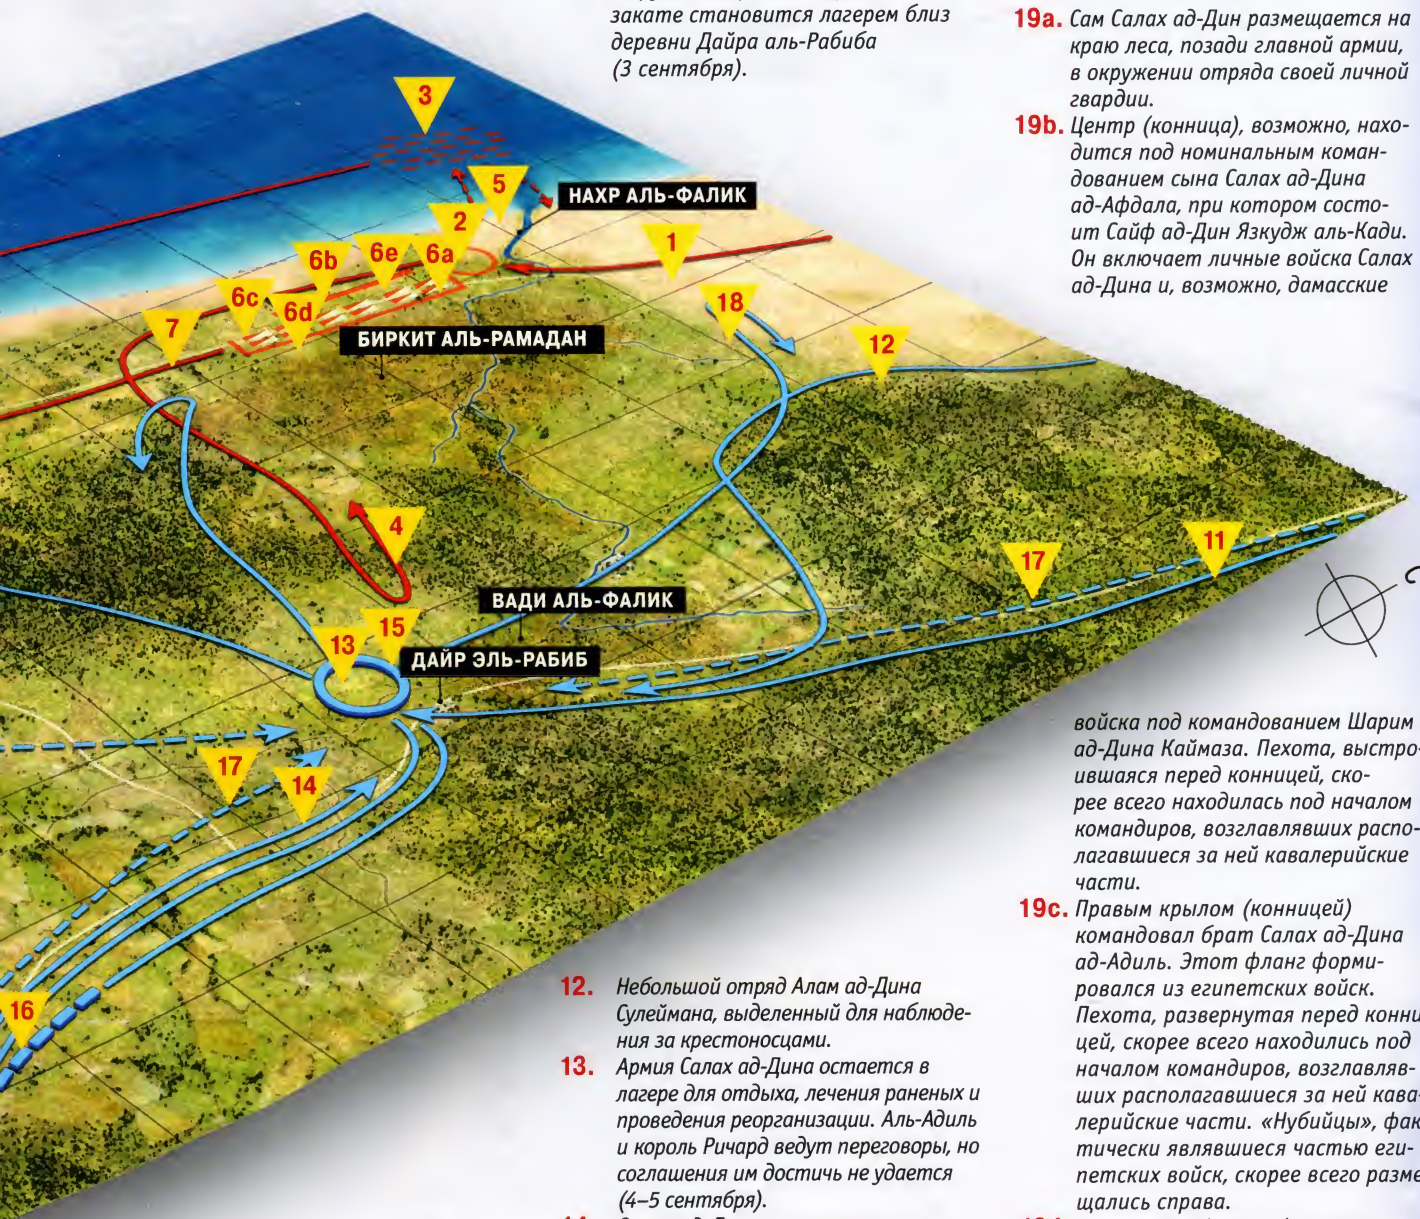 закате становится лагерем близ
деревни Дайра аль-Рабиба
(3 сентября).
19a. Сам Салах ад-Дин размещается на
краю леса, позади главной армии,
в окружении отряда своей личной
гвардии.
19b. Центр (конница), возможно, нахо-
дится под номинальным коман-
дованием сына Салах ад-Дина
ад-Афдала, при котором состо-
ит Сайф ад-Дин Язкудж аль-Кади.
Он включает личные войска Салах
ад-Дина и, возможно, дамасские
3
5
НАХР АЛЬ-ФАЛИК
2
1
6b
6e
6a
6c
6d
7
18
БИРКИТ АЛЬ-РАМАДАН
12
4
17
11
ВАДИ АЛЬ-ФАЛИК
13
15
ДАЙР ЭЛЬ-РАБИБ
17
14
16
войска под командованием Шарим
ад-Дина Каймаза. Пехота, выстро-
ившаяся перед конницей, ско-
рее всего находилась под началом
командиров, возглавлявших распо-
лагавшиеся за ней кавалерийские
части.
19c. Правым крылом (конницей)
командовал брат Салах ад-Дина
ад-Адиль. Этот фланг форми-
ровался из египетских войск.
Пехота, развернутая перед конни
цей, скорее всего находились под
началом командиров, возглавляв-
ших располагавшиеся за ней кава-
лерийские части. «Нубийцы», фак
тически являвшиеся частью еги-
петских войск, скорее всего разме
щались справа.
12. Небольшой отряд Алам ад-Дина
Сулеймана, выделенный для наблюде-
ния за крестоносцами.
13. Армия Салах ад-Дина остается в
лагере для отдыха, лечения раненых и
проведения реорганизации. Аль-Адиль
и король Ричард ведут переговоры, но
соглашения им достичь не удается
(4–5 сентября).